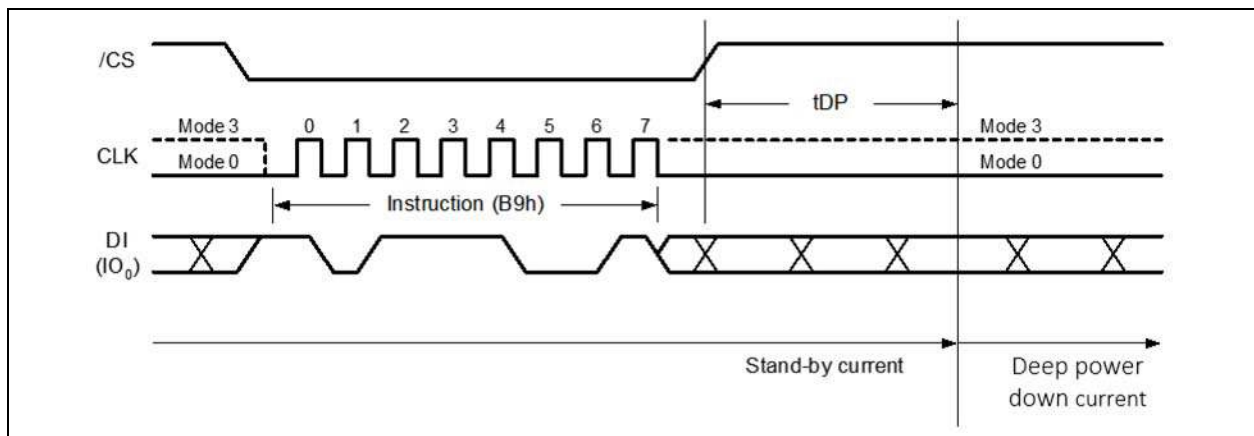 /CS
tDP
Mode 3
0 1 2 3 4 5 6 7
Mode 3
CLK
Mode 0
Mode 0
Instruction (B9h)
DI
(IO₀)
Stand-by current
Deep power
down current